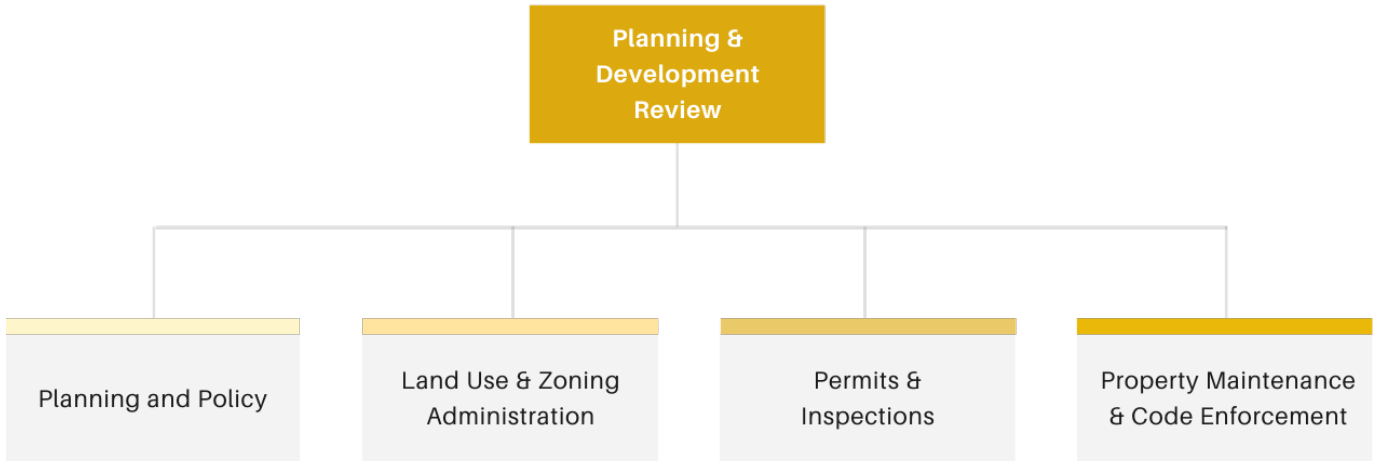 Planning &
Development
Review
Planning and Policy
Land Use & Zoning
Administration
Permits &
Inspections
Property Maintenance
& Code Enforcement